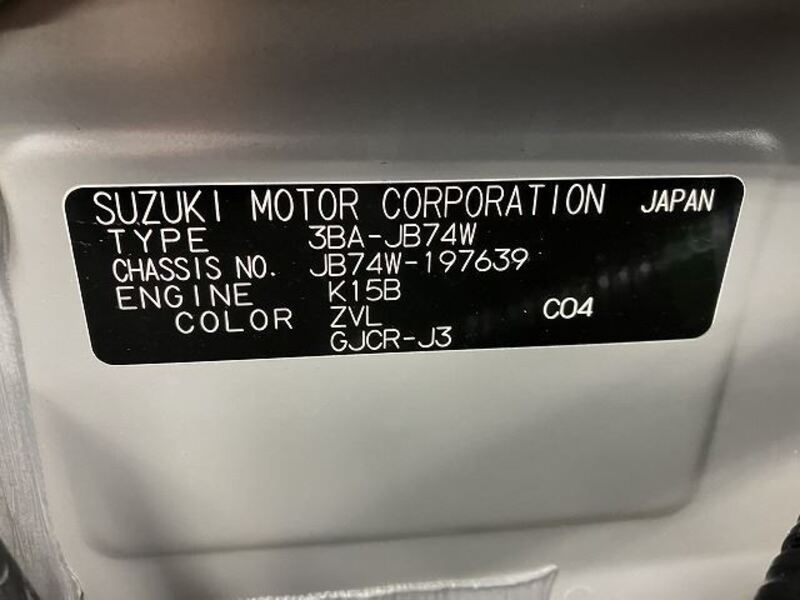 SUZUKI MOTOR CORPORATION JAPAN
TYPE 3BA-JB74W
CHASSIS NO. JB74W-197639
ENGINE K15B
COLOR ZVL C04
GJCR-J3